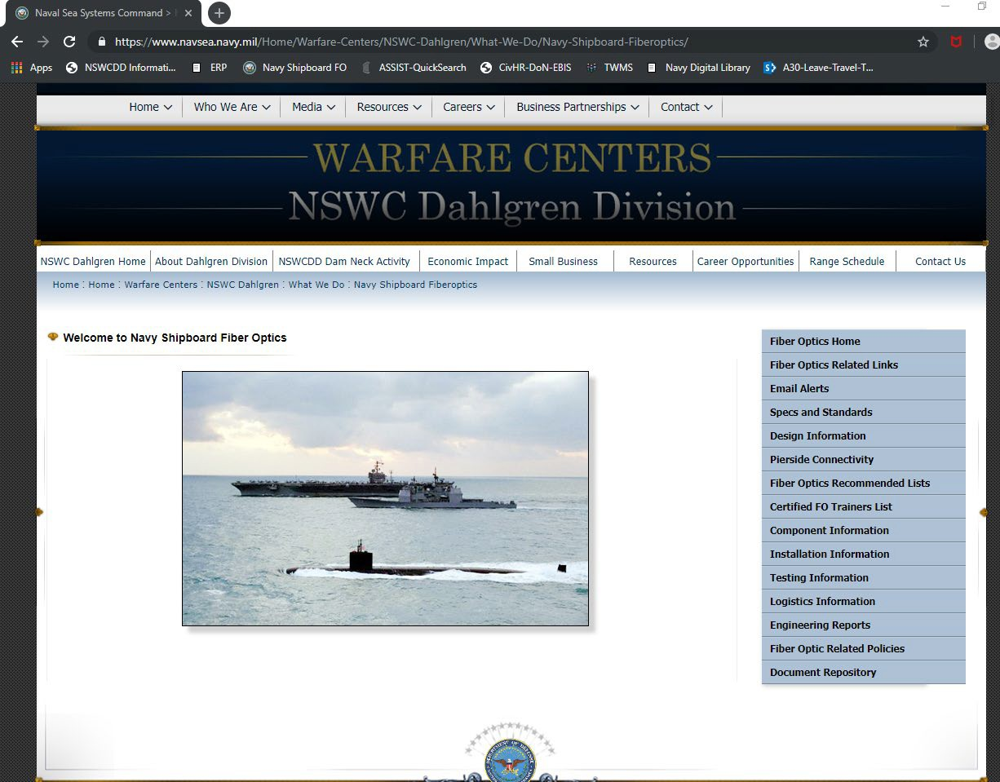 Naval Sea Systems Command >
https://www.navsea.navy.mil/Home/Warfare-Centers/NSWC-Dahlgren/What-We-Do/Navy-Shipboard-Fiberoptics/
Apps NSWCDD Informati... ERP Navy Shipboard FO ASSIST-QuickSearch CivHR-DoN-EBIS TWMS Navy Digital Library A30-Leave-Travel-T...
Home Who We Are Media Resources Careers Business Partnerships Contact
WARFARE CENTERS
NSWC Dahlgren Division
NSWC Dahlgren Home About Dahlgren Division NSWCDD Dam Neck Activity Economic Impact Small Business Resources Career Opportunities Range Schedule Contact Us
Home : Home : Warfare Centers : NSWC Dahlgren : What We Do : Navy Shipboard Fiberoptics
Welcome to Navy Shipboard Fiber Optics
Fiber Optics Home
Fiber Optics Related Links
Email Alerts
Specs and Standards
Design Information
Pierside Connectivity
Fiber Optics Recommended Lists
Certified FO Trainers List
Component Information
Installation Information
Testing Information
Logistics Information
Engineering Reports
Fiber Optic Related Policies
Document Repository
DEPARTMENT OF DEFENSE